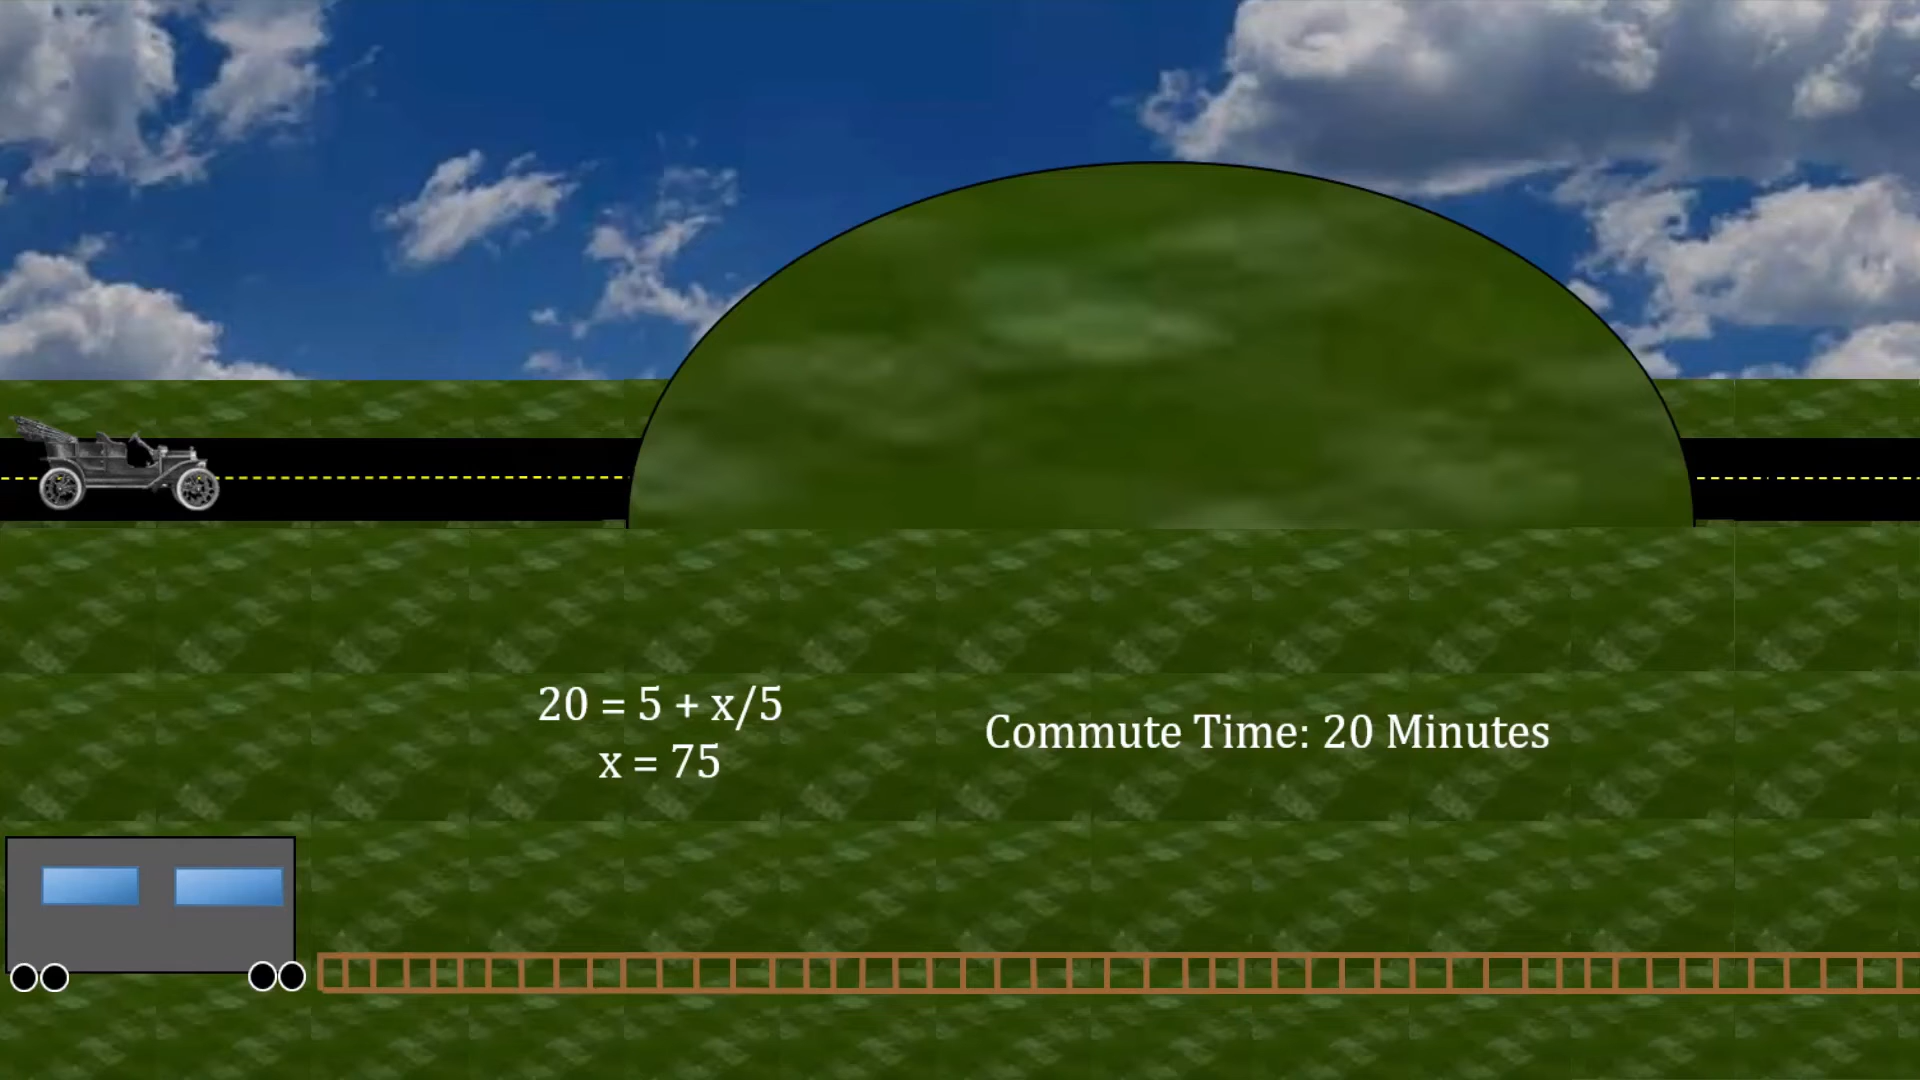 20 = 5 + x/5
x = 75
Commute Time: 20 Minutes